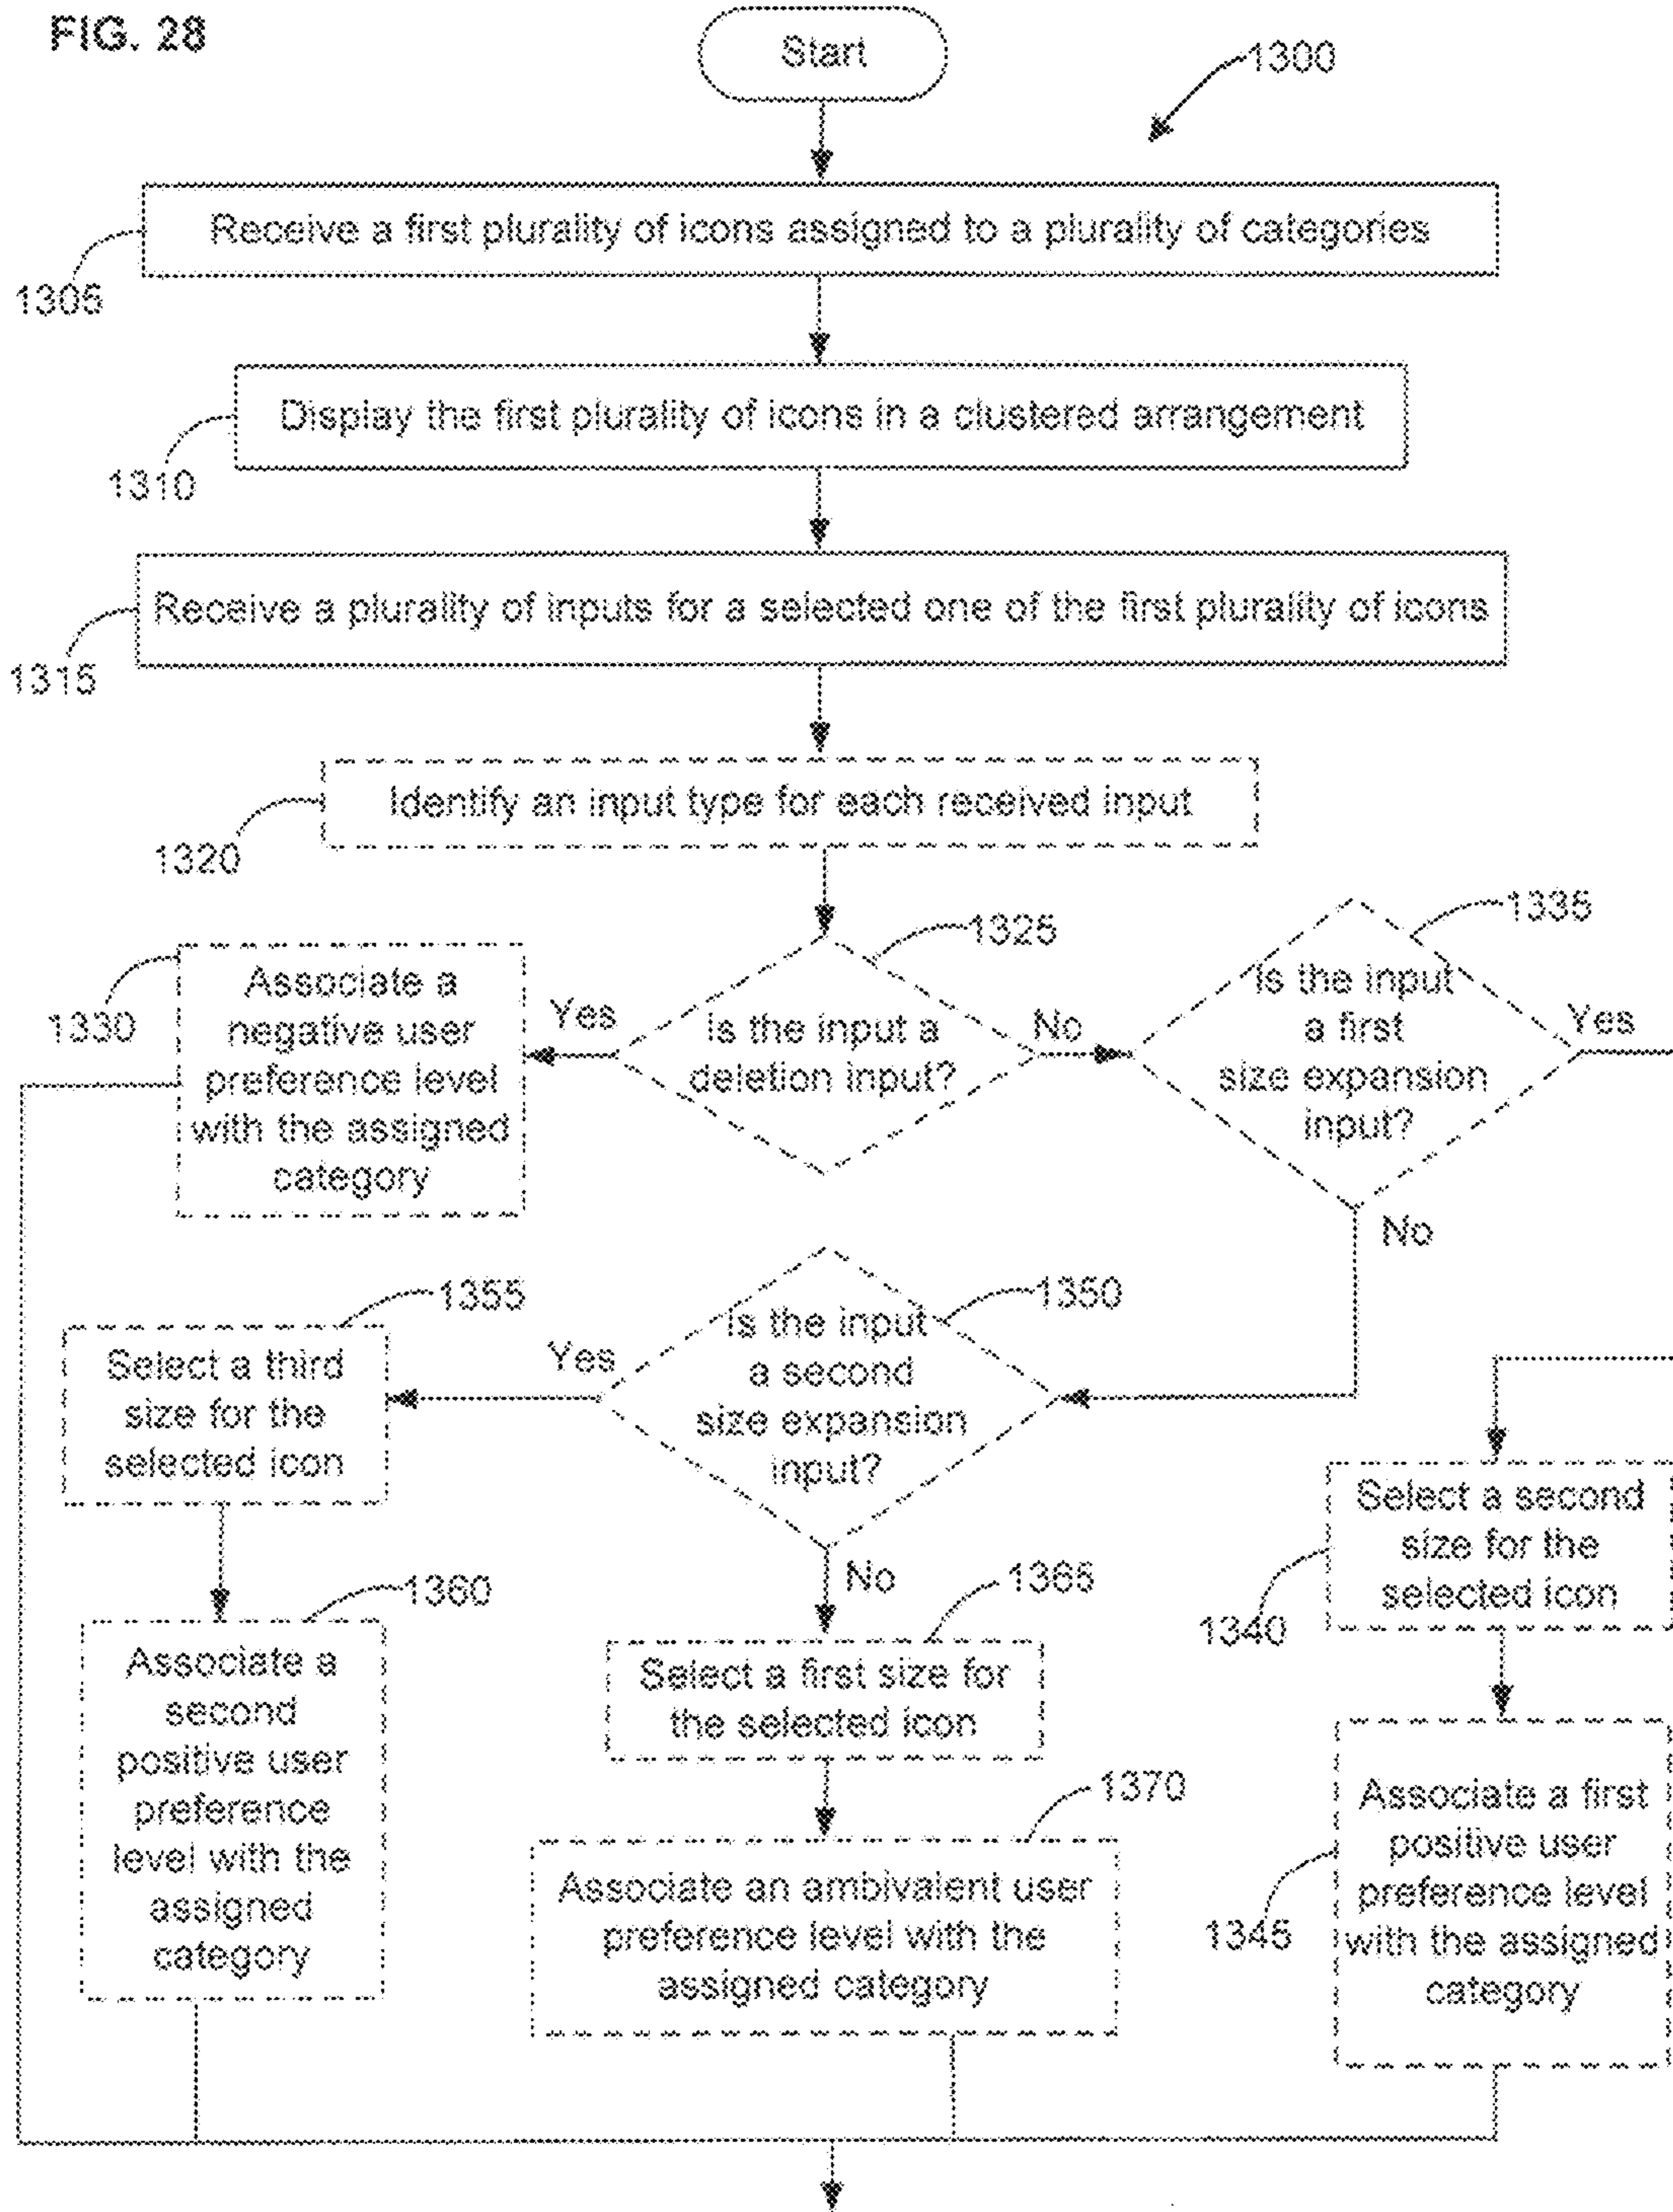 FIG. 28
Start
1300
Receive a first plurality of icons assigned to a plurality of categories
1305
Display the first plurality of icons in a clustered arrangement
1310
Receive a plurality of inputs for a selected one of the first plurality of icons
1315
Identify an input type for each received input
1320
1325
1335
Associate a
negative user
preference level
with the assigned
category
1330
Yes
Is the input a
deletion input?
No
Is the input
a first
size expansion
input?
Yes
No
1355
1350
Select a third
size for the
selected icon
Yes
Is the input
a second
size expansion
input?
No
Select a second
size for the
selected icon
1340
1360
1365
Associate a
second
positive user
preference
level with the
assigned
category
Select a first size for
the selected icon
1370
Associate an ambivalent user
preference level with the
assigned category
Associate a first
positive user
preference level
with the assigned
category
1345